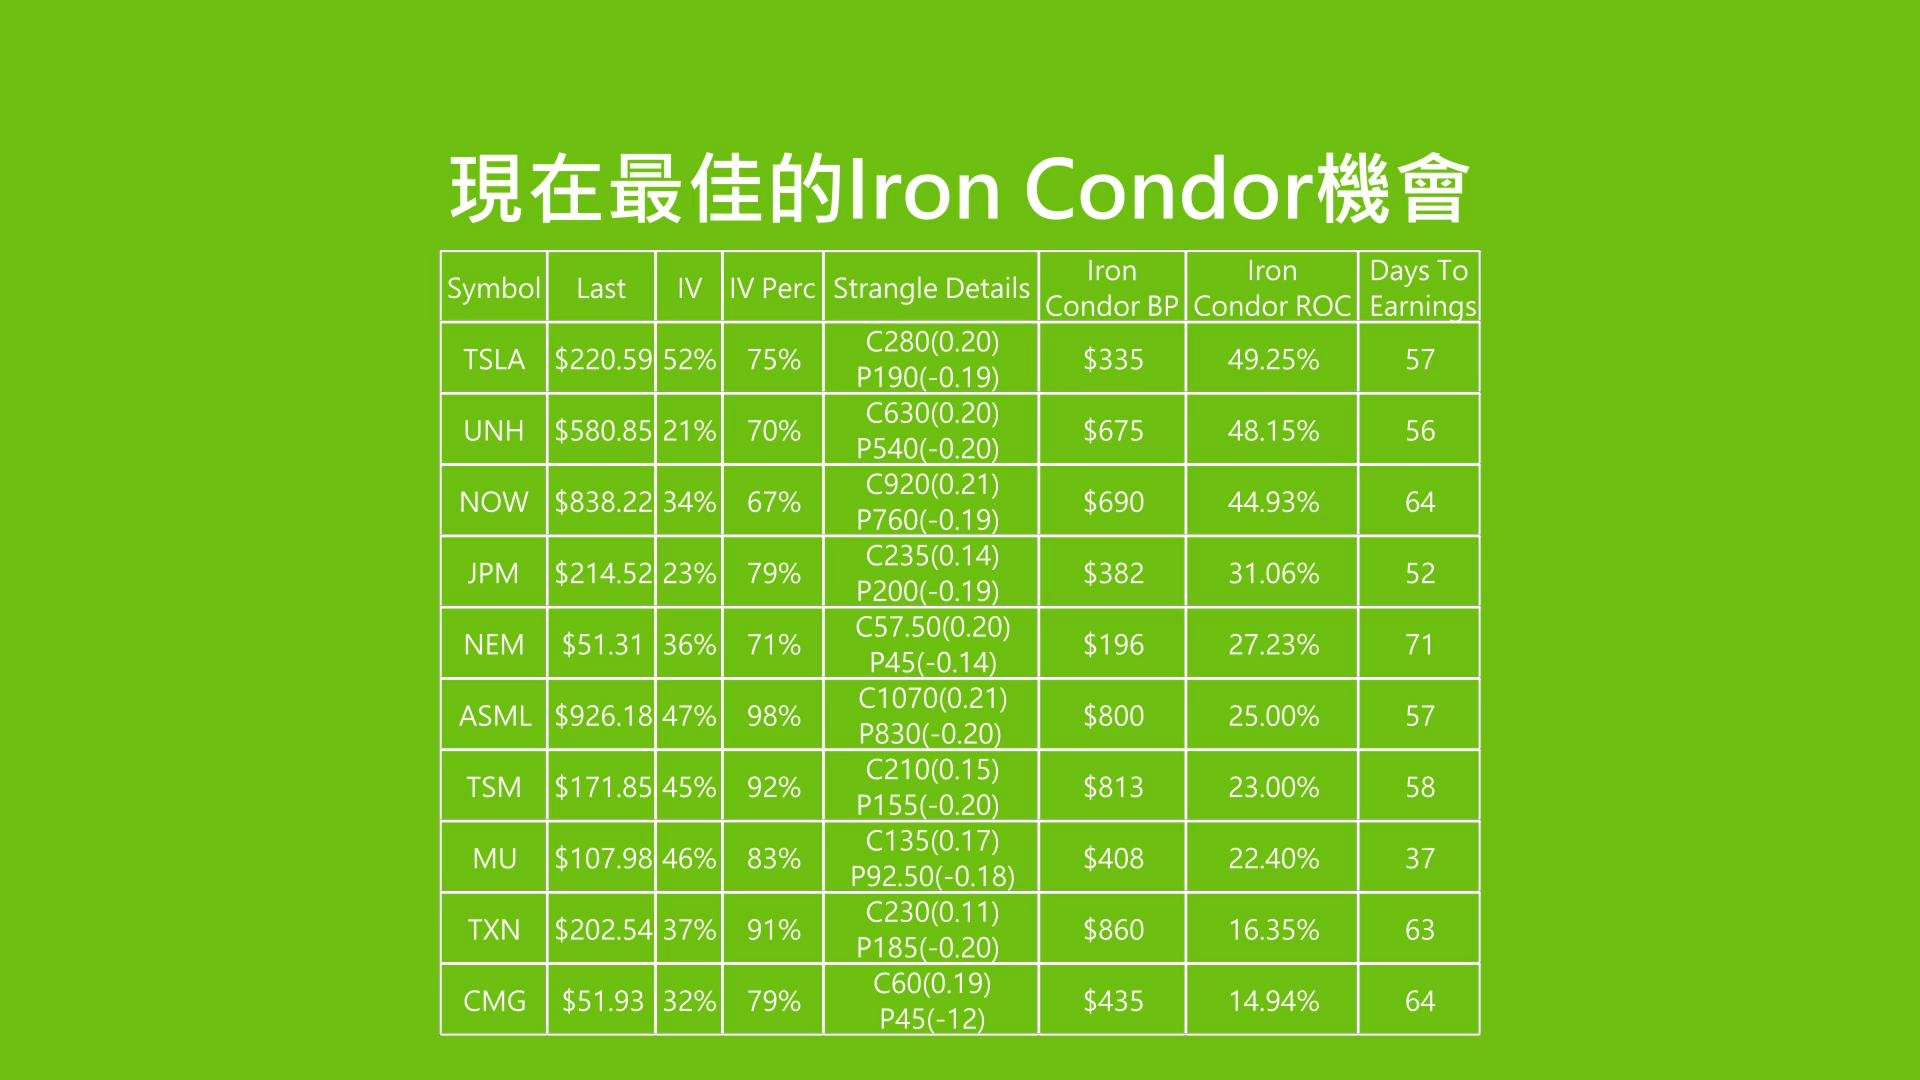 現在最佳的Iron Condor機會
Symbol Last IV IV Perc Strangle Details Iron Condor BP Iron Condor ROC Days To Earnings
TSLA $220.59 52% 75% C280(0.20) P190(-0.19) $335 49.25% 57
UNH $580.85 21% 70% C630(0.20) P540(-0.20) $675 48.15% 56
NOW $838.22 34% 67% C920(0.21) P760(-0.19) $690 44.93% 64
JPM $214.52 23% 79% C235(0.14) P200(-0.19) $382 31.06% 52
NEM $51.31 36% 71% C57.50(0.20) P45(-0.14) $196 27.23% 71
ASML $926.18 47% 98% C1070(0.21) P830(-0.20) $800 25.00% 57
TSM $171.85 45% 92% C210(0.15) P155(-0.20) $813 23.00% 58
MU $107.98 46% 83% C135(0.17) P92.50(-0.18) $408 22.40% 37
TXN $202.54 37% 91% C230(0.11) P185(-0.20) $860 16.35% 63
CMG $51.93 32% 79% C60(0.19) P45(-12) $435 14.94% 64